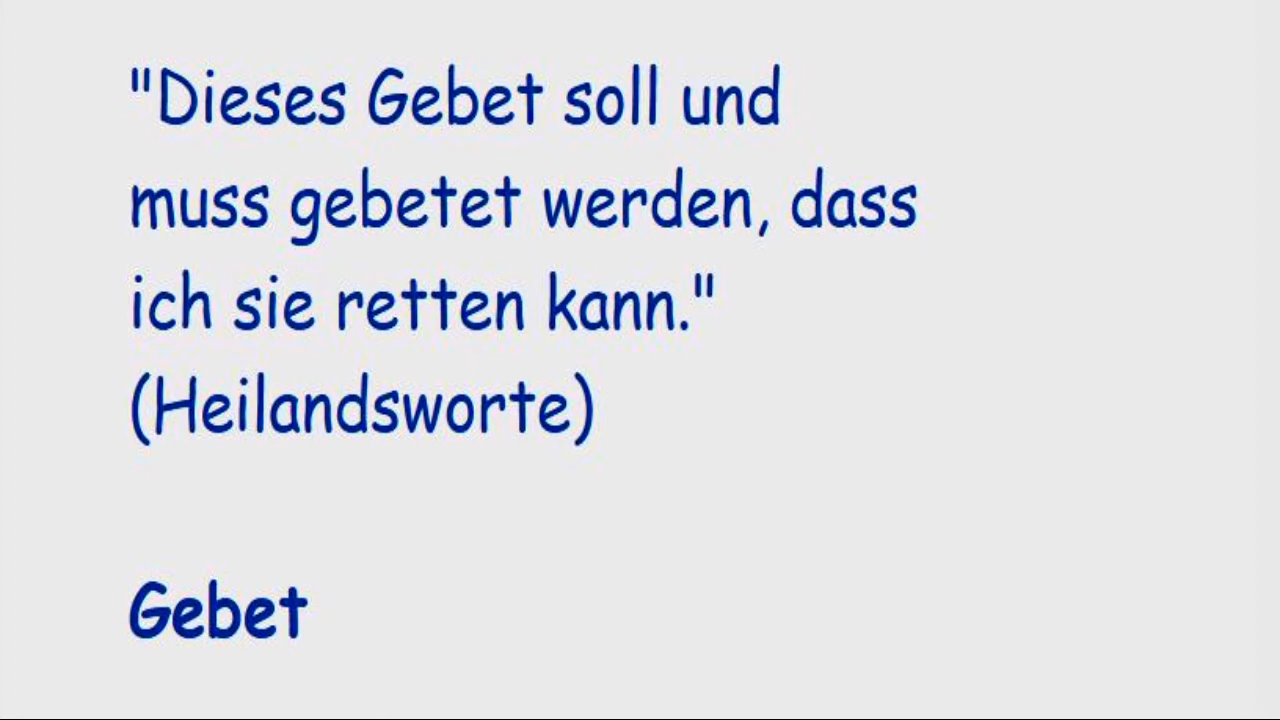 "Dieses Gebet soll und
muss gebetet werden, dass
ich sie retten kann."
(Heilandsworte)
Gebet